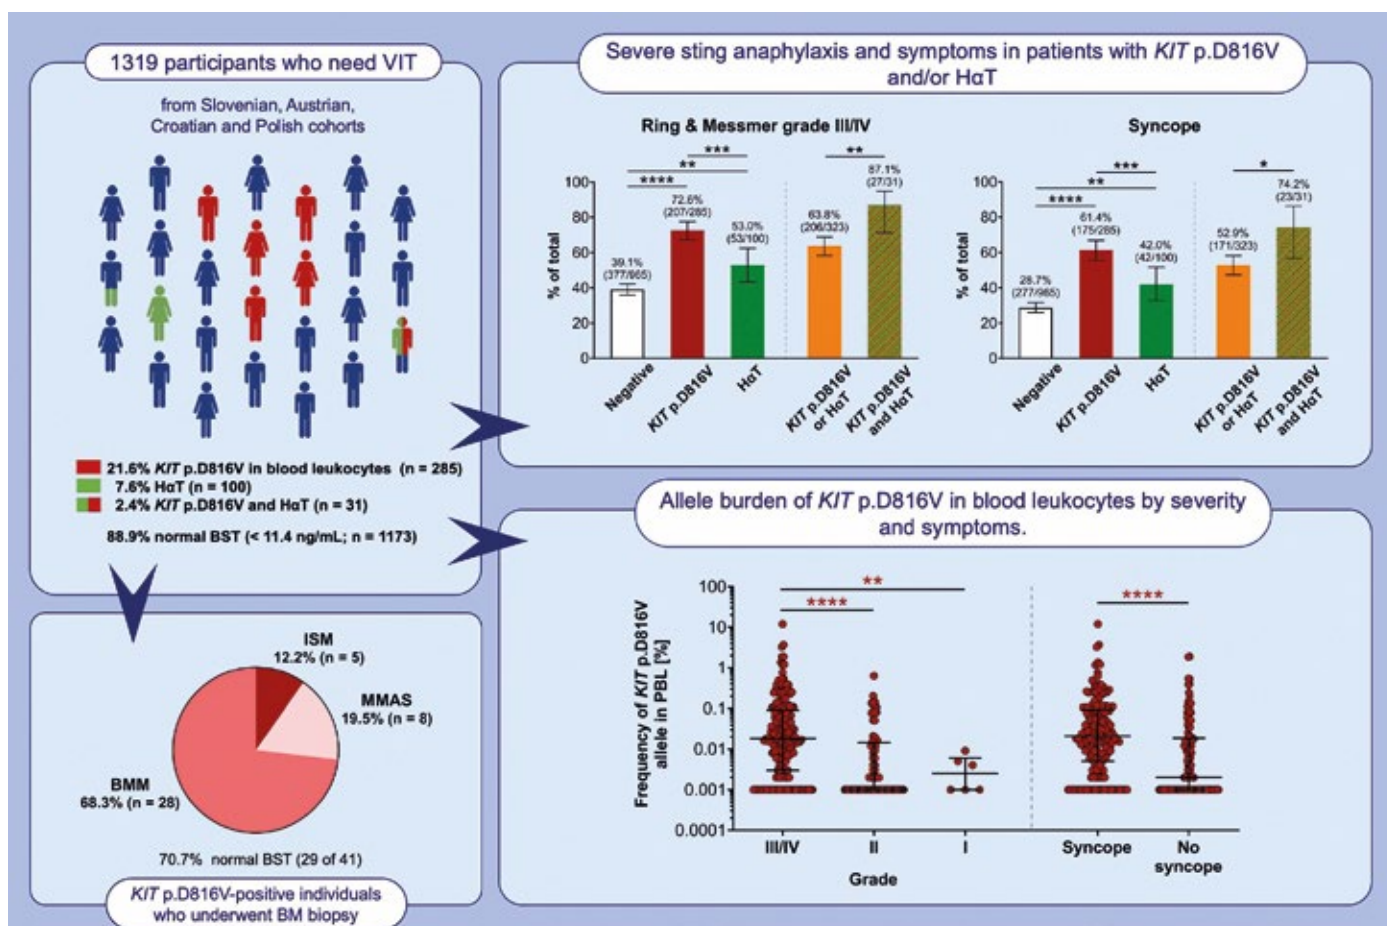 1319 participants who need VIT
from Slovenian, Austrian,
Croatian and Polish cohorts
21.6% KIT p.D816V in blood leukocytes (n = 285)
7.6% HαT (n = 100)
2.4% KIT p.D816V and HαT (n = 31)
88.9% normal BST (< 11.4 ng/mL; n = 1173)
Severe sting anaphylaxis and symptoms in patients with KIT p.D816V
and/or HαT
Ring & Messmer grade III/IV
% of total
100
80
60
40
20
0
****
**
***
**
39.1%
(377/965)
72.6%
(207/285)
53.0%
(53/100)
63.8%
(206/323)
87.1%
(27/31)
Negative
KIT p.D816V
HαT
KIT p.D816V
or HαT
KIT p.D816V
and HαT
Syncope
% of total
100
80
60
40
20
0
****
**
***
*
28.7%
(277/965)
61.4%
(175/285)
42.0%
(42/100)
52.9%
(171/323)
74.2%
(23/31)
Negative
KIT p.D816V
HαT
KIT p.D816V
or HαT
KIT p.D816V
and HαT
Allele burden of KIT p.D816V in blood leukocytes by severity
and symptoms.
Frequency of KIT p.D816V
allele in PBL [%]
100
10
1
0.1
0.01
0.001
0.0001
**
****
****
III/IV
II
I
Grade
Syncope
No
syncope
ISM
12.2% (n = 5)
MMAS
19.5% (n = 8)
BMM
68.3% (n = 28)
70.7% normal BST (29 of 41)
KIT p.D816V-positive individuals
who underwent BM biopsy